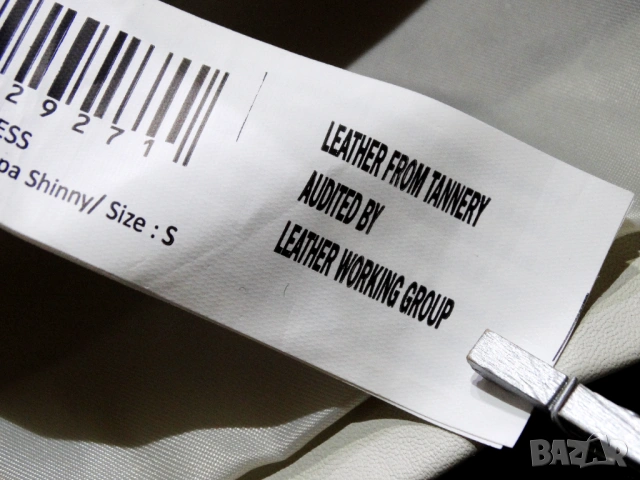 29271
ESS
pa Shinny/ Size : S
LEATHER FROM TANNERY
AUDITED BY
LEATHER WORKING GROUP
BAZAR